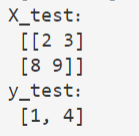 X_test:
[[2 3]
[8 9]]
y_test:
[1, 4]